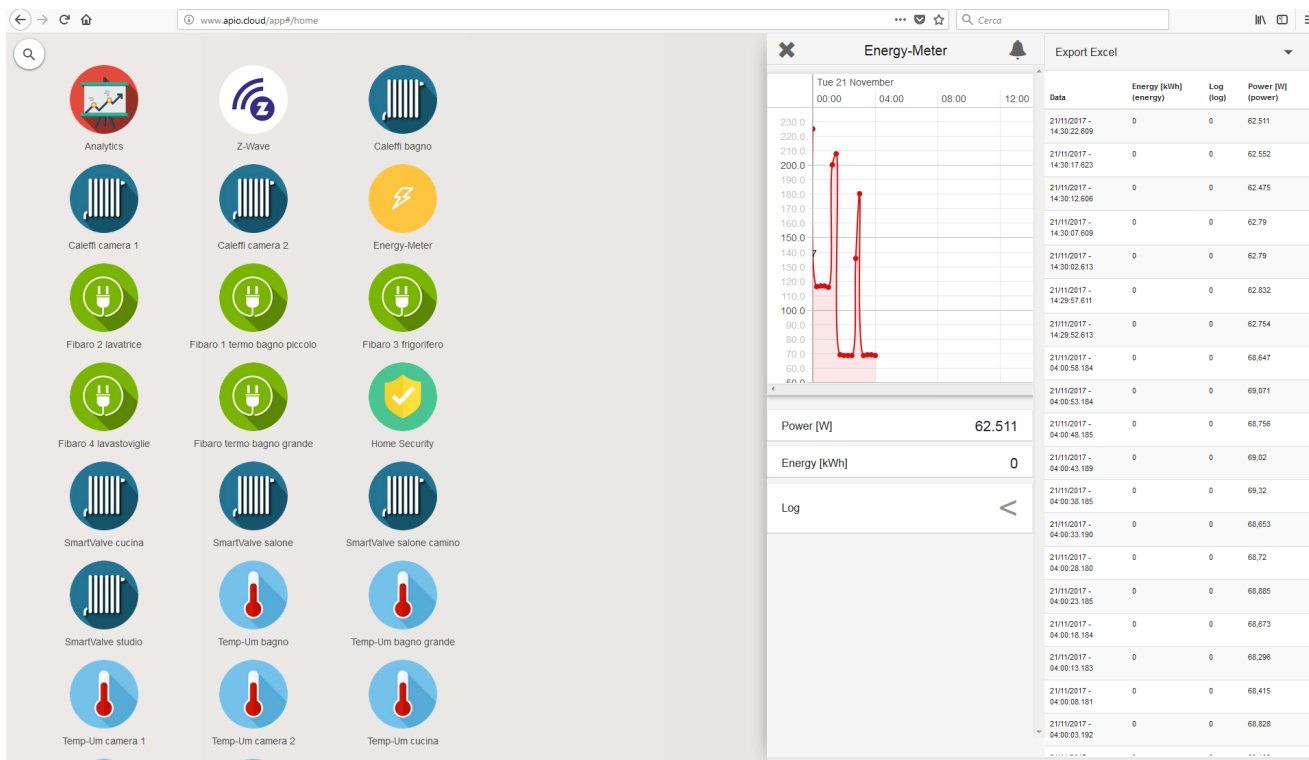 www.apio.cloud/app#/home
Cerca
Analytics
Z-Wave
Caleffi bagno
Caleffi camera 1
Caleffi camera 2
Energy-Meter
Fibaro 2 lavatrice
Fibaro 1 termo bagno piccolo
Fibaro 3 frigorifero
Fibaro 4 lavastoviglie
Fibaro termo bagno grande
Home Security
SmartValve cucina
SmartValve salone
SmartValve salone camino
SmartValve studio
Temp-Um bagno
Temp-Um bagno grande
Temp-Um camera 1
Temp-Um camera 2
Temp-Um cucina
Energy-Meter
Tue 21 November
00:00 04:00 08:00 12:00
230.0
220.0
210.0
200.0
190.0
180.0
170.0
160.0
150.0
140.0
130.0
120.0
110.0
100.0
90.0
80.0
70.0
60.0
50.0
Power [W] 62.511
Energy [kWh] 0
Log <
Export Excel
Data Energy [kWh] (energy) Log (log) Power [W] (power)
21/11/2017 - 14:30:22.609 0 0 62.511
21/11/2017 - 14:30:17.623 0 0 62.552
21/11/2017 - 14:30:12.606 0 0 62.475
21/11/2017 - 14:30:07.609 0 0 62.79
21/11/2017 - 14:30:02.613 0 0 62.79
21/11/2017 - 14:29:57.611 0 0 62.832
21/11/2017 - 14:29:52.613 0 0 62.754
21/11/2017 - 04:00:58.184 0 0 68,647
21/11/2017 - 04:00:53.184 0 0 69,071
21/11/2017 - 04:00:48.185 0 0 68,756
21/11/2017 - 04:00:43.189 0 0 69,02
21/11/2017 - 04:00:38.185 0 0 69,32
21/11/2017 - 04:00:33.190 0 0 68,653
21/11/2017 - 04:00:28.180 0 0 68,72
21/11/2017 - 04:00:23.185 0 0 68,885
21/11/2017 - 04:00:18.184 0 0 68,673
21/11/2017 - 04:00:13.183 0 0 68,296
21/11/2017 - 04:00:08.181 0 0 68,415
21/11/2017 - 04:00:03.192 0 0 68,828